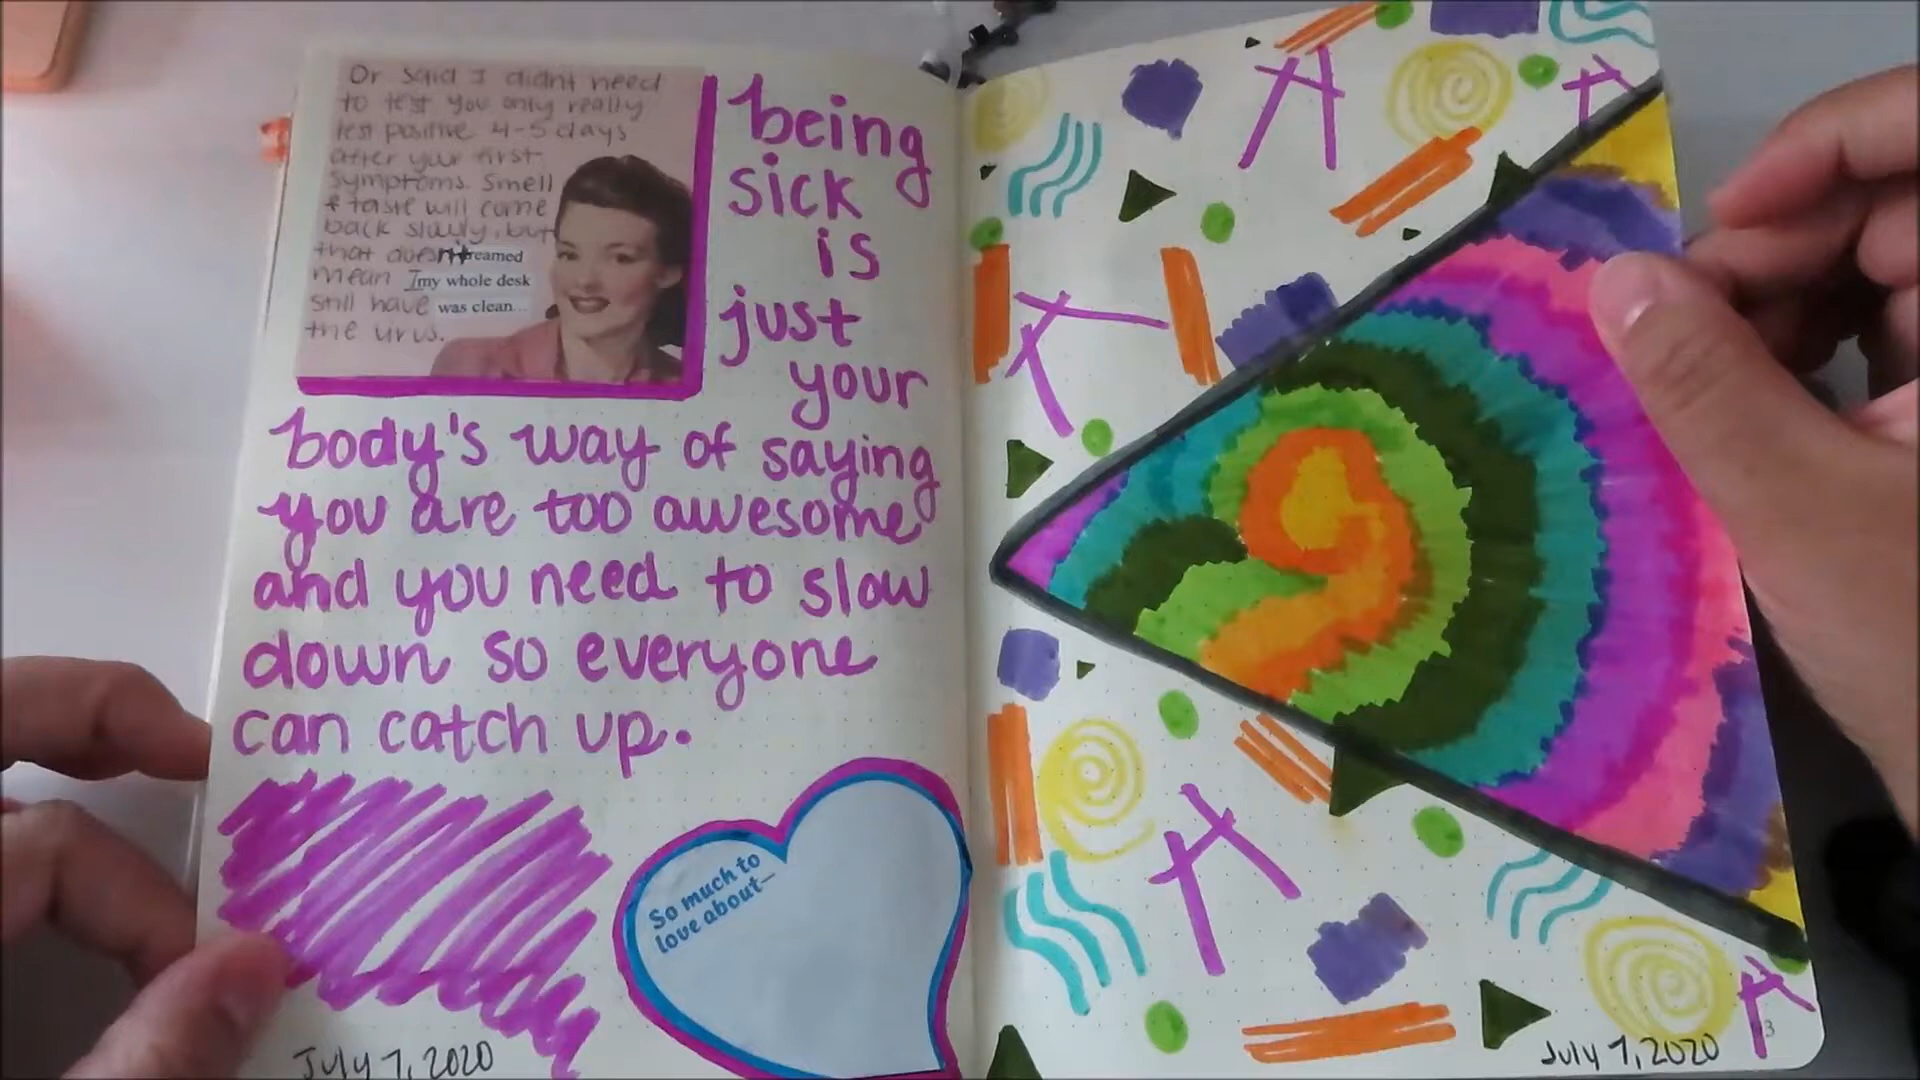 Or said I didnt need
to test you only really
test positive 4-5 days
after your first
symptoms. Smell
& taste will come
back slowly, but
that doesn't
mean I
still have
the virus.
reamed
my whole desk
was clean...
being
sick
is
just
your
body's way of saying
you are too awesome
and you need to slow
down so everyone
can catch up.
So much to
love about—
July 7, 2020
July 7, 2020